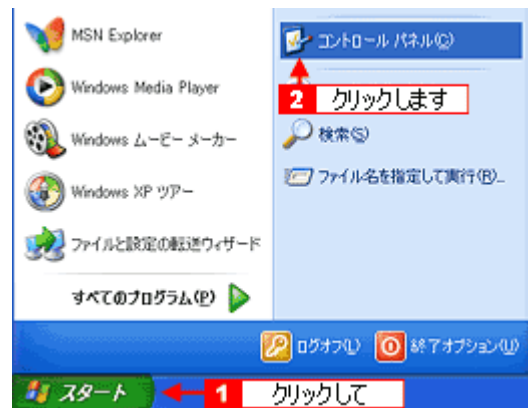 MSN Explorer
Windows Media Player
Windows ムービー メーカー
Windows XP ツアー
ファイルと設定の転送ウィザード
すべてのプログラム(P)
コントロール パネル(C)
2 クリックします
検索(S)
ファイル名を指定して実行(R)...
ログオフ(L)
終了オプション(U)
スタート
1 クリックして